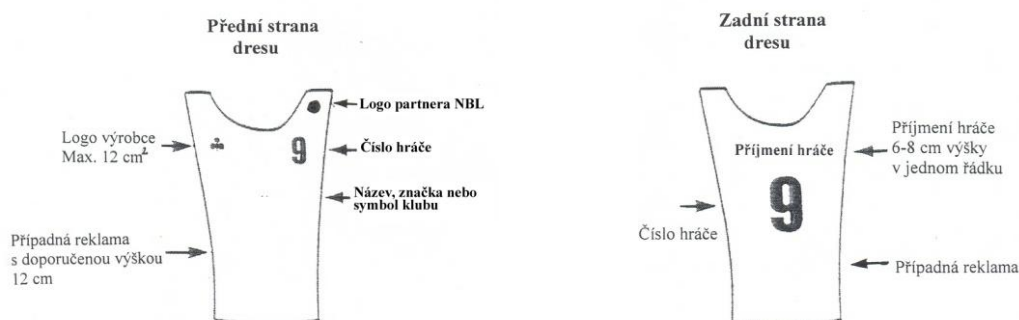 Přední strana
dresu
Logo partnera NBL
Logo výrobce
Max. 12 cm²
9
Číslo hráče
Název, značka nebo
symbol klubu
Případná reklama
s doporučenou výškou
12 cm
Zadní strana
dresu
Příjmení hráče
Příjmení hráče
6-8 cm výšky
v jednom řádku
9
Číslo hráče
Případná reklama